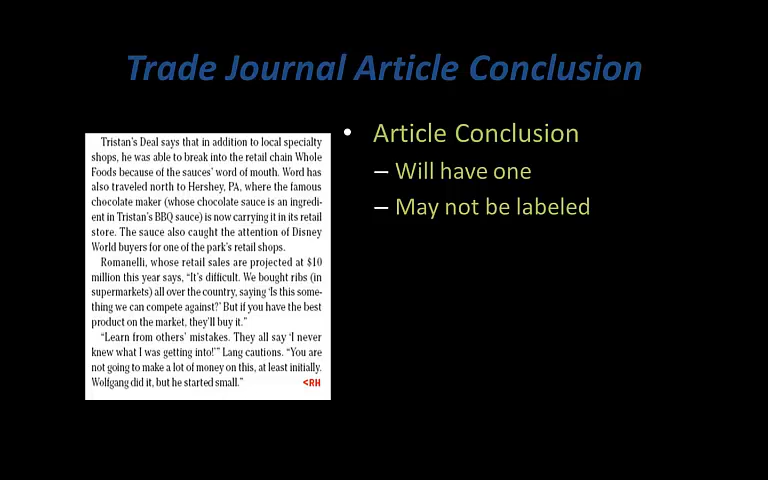 Trade Journal Article Conclusion
Tristan's Deal says that in addition to local specialty
shops, he was able to break into the retail chain Whole
Foods because of the sauces' word of mouth. Word has
also traveled north to Hershey, PA, where the famous
chocolate maker (whose chocolate sauce is an ingredi-
ent in Tristan's BBQ sauce) is now carrying it in its retail
store. The sauce also caught the attention of Disney
World buyers for one of the park's retail shops.
Romanelli, whose retail sales are projected at $10
million this year says, "It's difficult. We bought ribs (in
supermarkets) all over the country, saying 'Is this some-
thing we can compete against?' But if you have the best
product on the market, they'll buy it."
"Learn from others' mistakes. They all say 'I never
knew what I was getting into!'" Lang cautions. "You are
not going to make a lot of money on this, at least initially.
Wolfgang did it, but he started small." <RH
• Article Conclusion
– Will have one
– May not be labeled